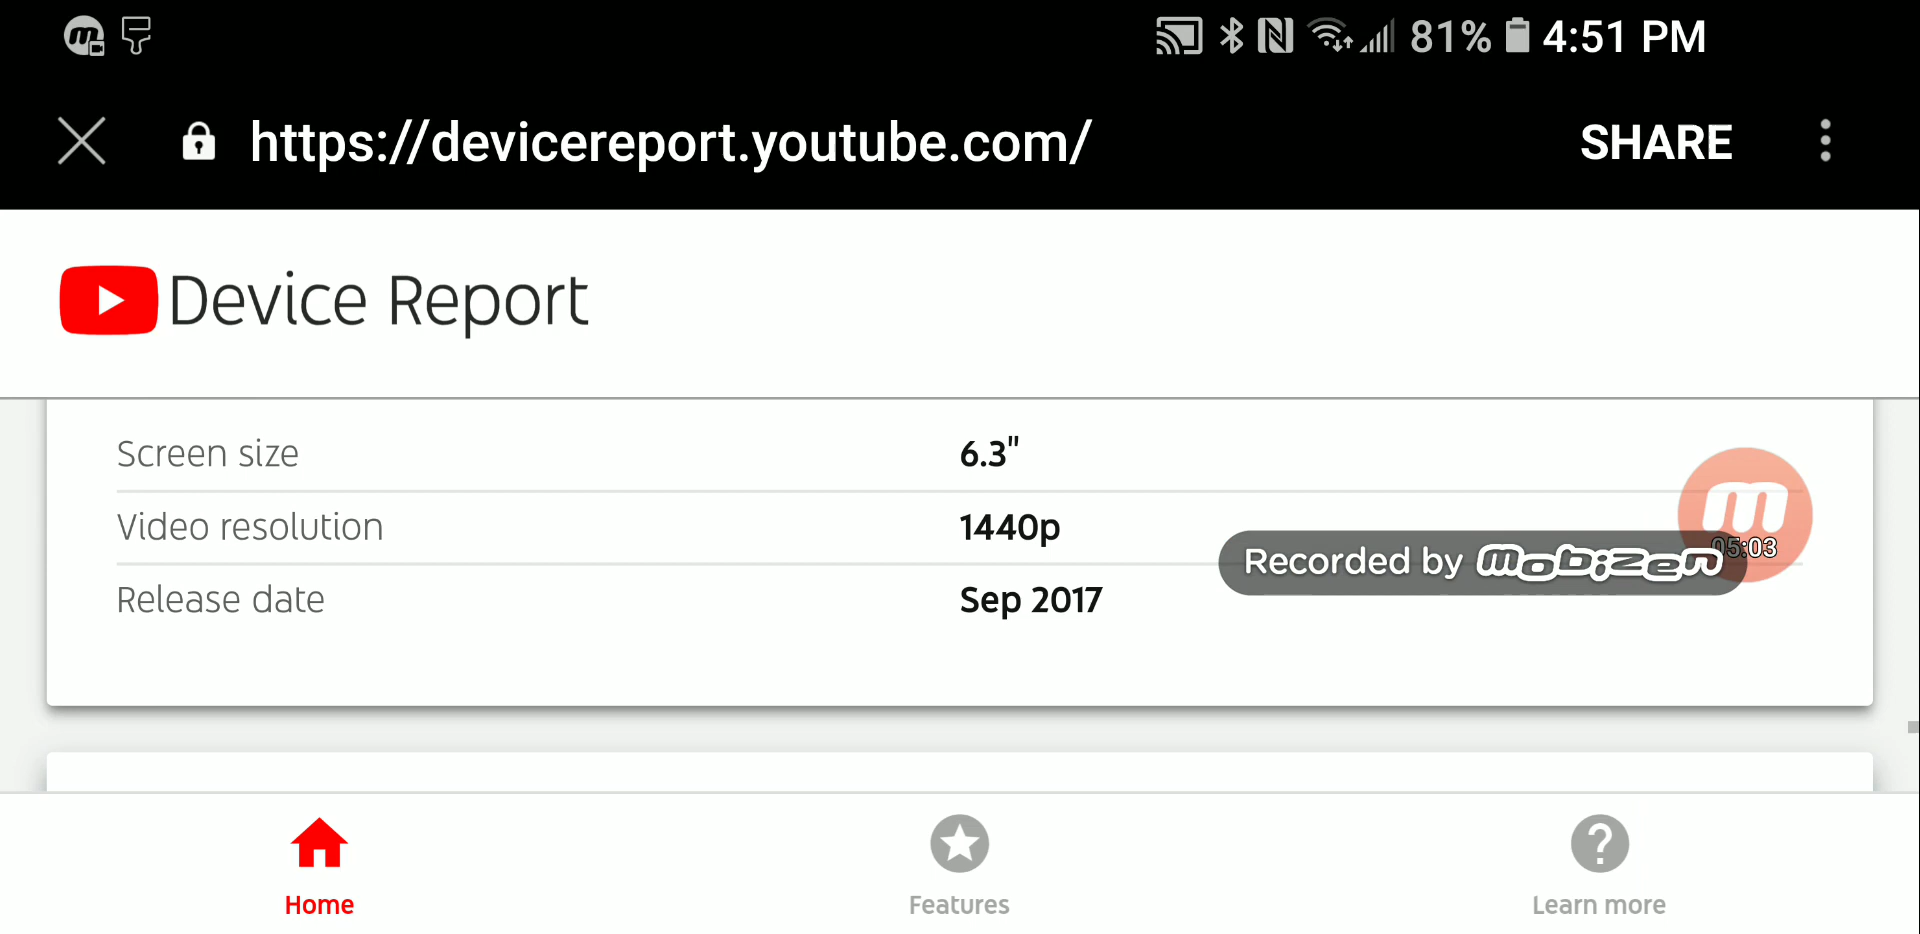 81% 4:51 PM
https://devicereport.youtube.com/ SHARE
Device Report
Screen size 6.3"
Video resolution 1440p
Recorded by mobizen 05:03
Release date Sep 2017
Home Features Learn more